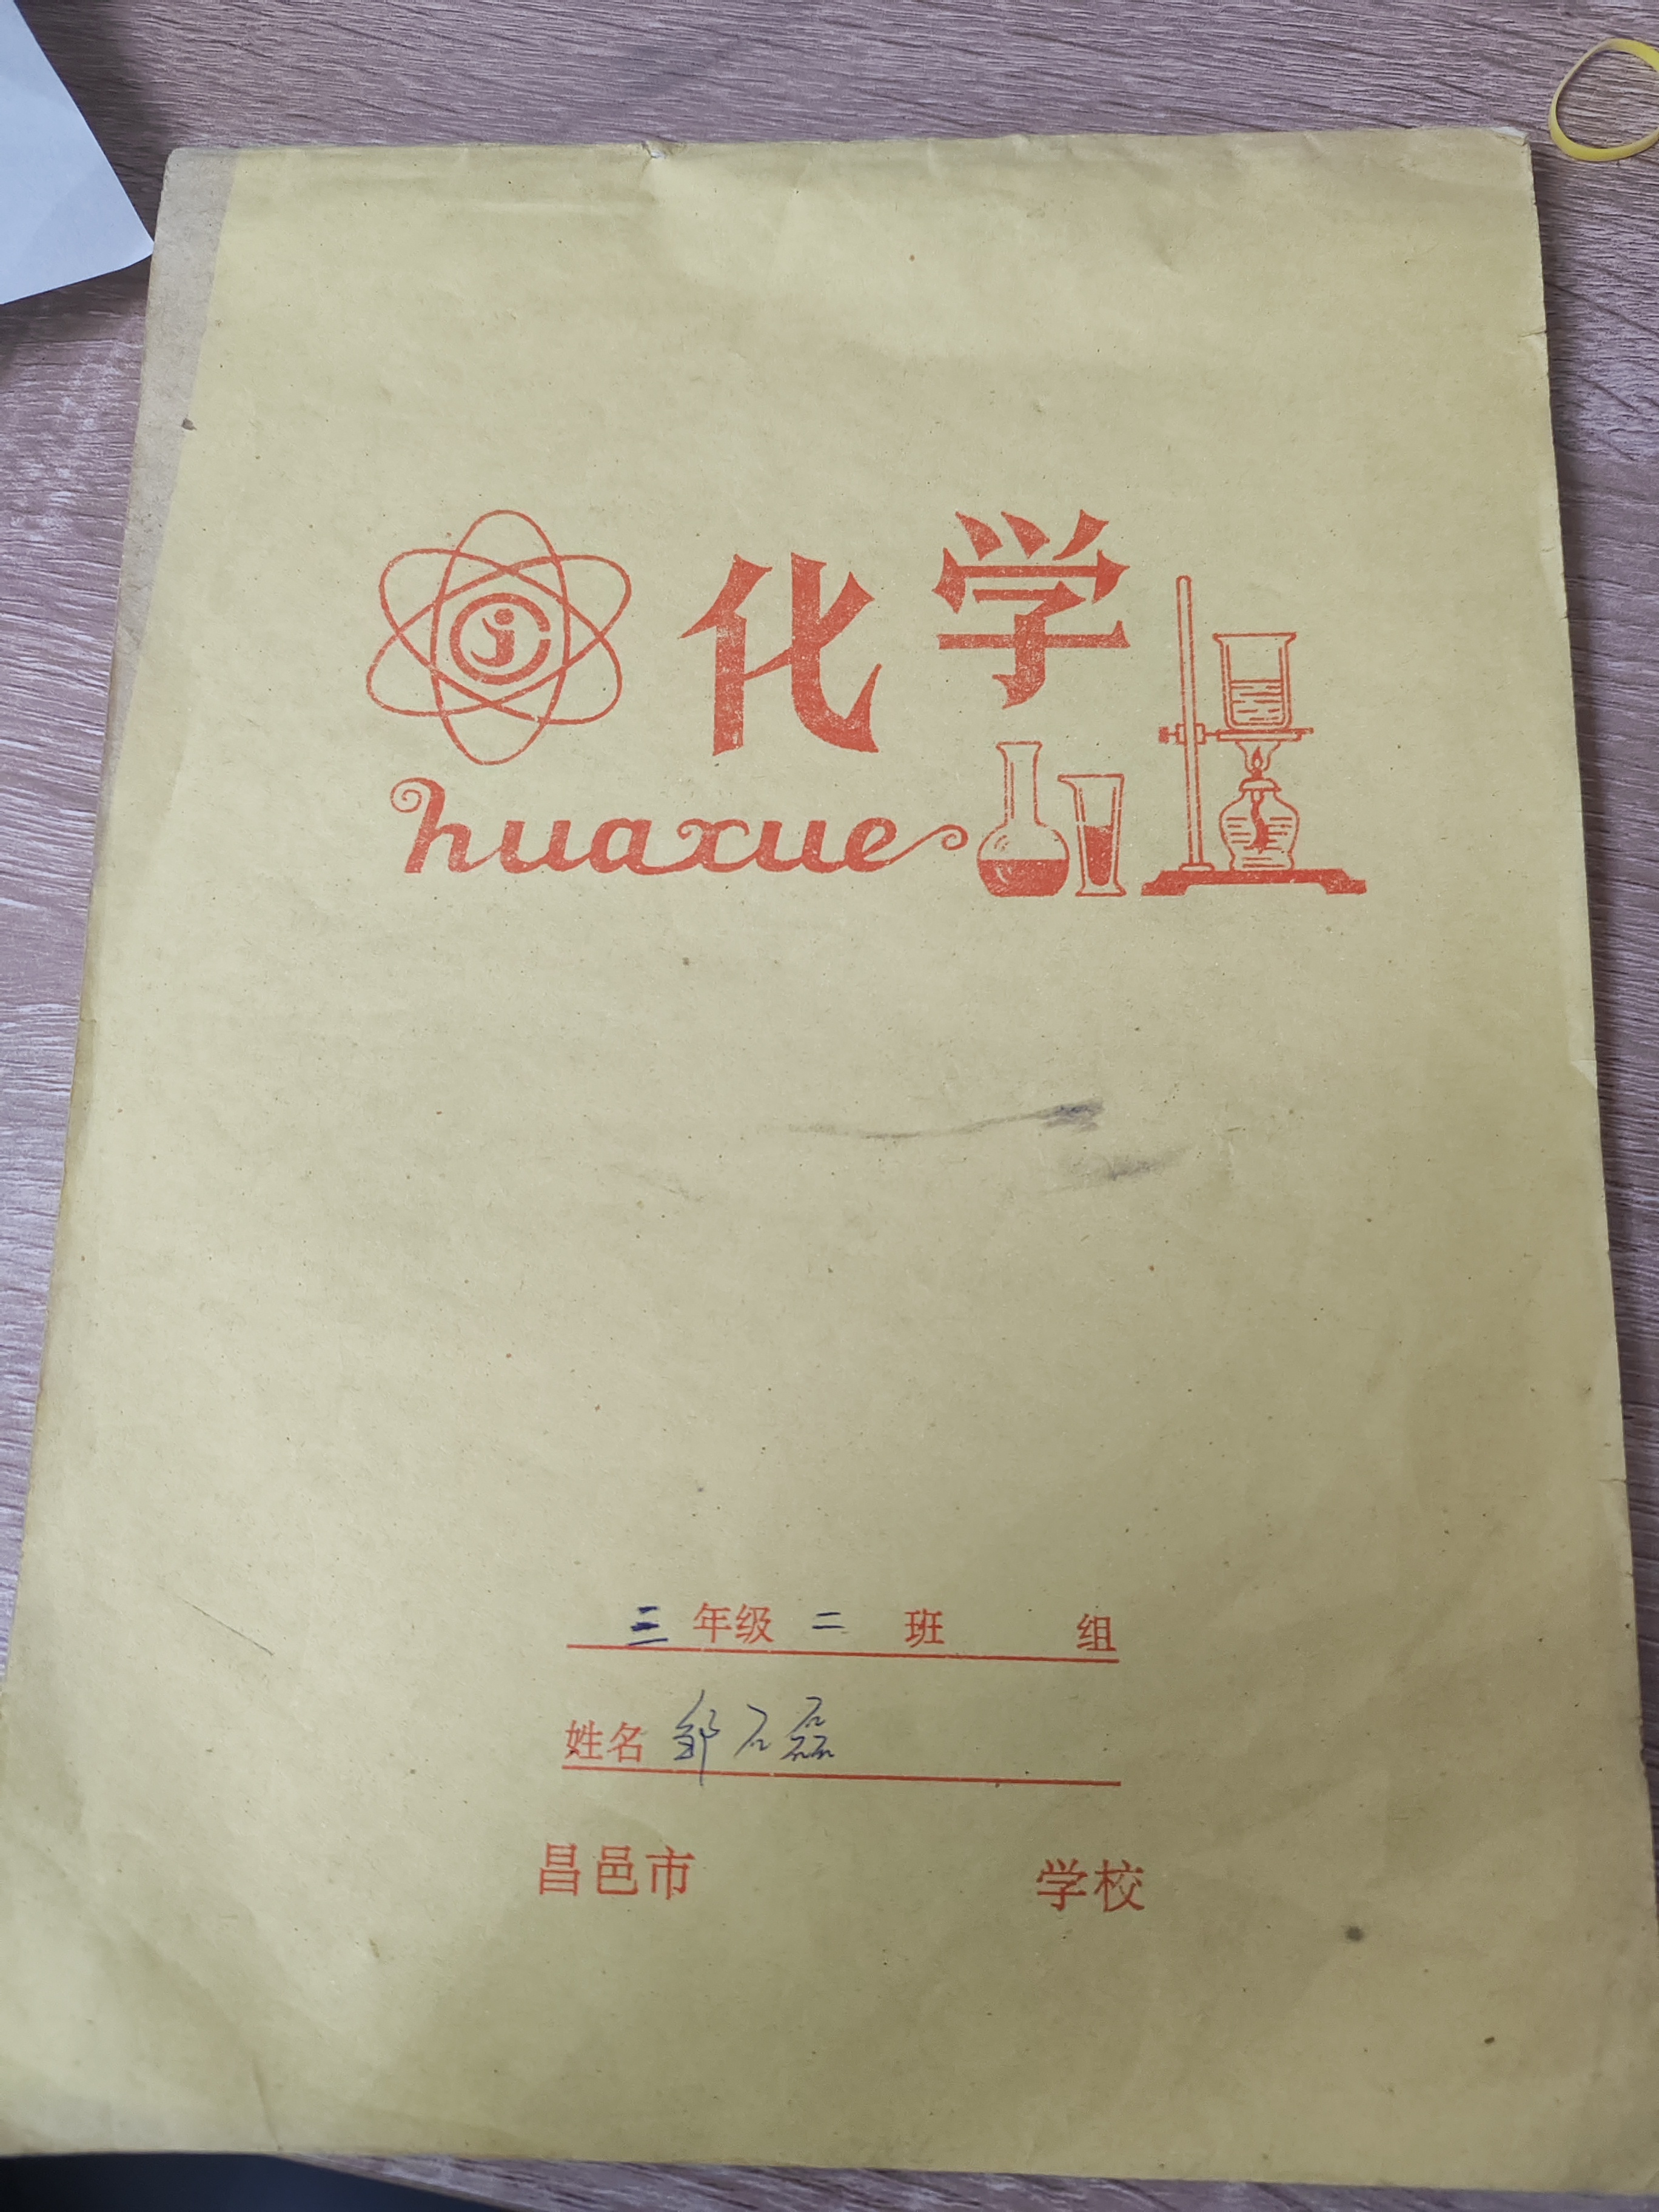 化学
huaxue
三年级二班 组
姓名 邹石磊
昌邑市 学校